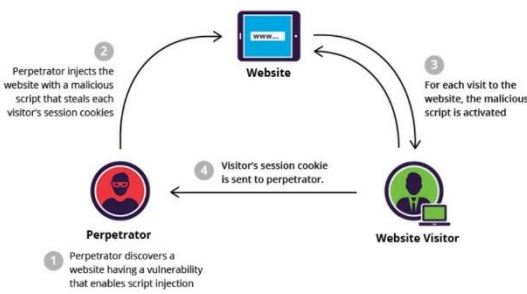 www...
Website
2
Perpetrator injects the
website with a malicious
script that steals each
visitor's session cookies
3
For each visit to the
website, the malicious
script is activated
4
Visitor's session cookie
is sent to perpetrator.
Perpetrator
Website Visitor
1
Perpetrator discovers a
website having a vulnerability
that enables script injection